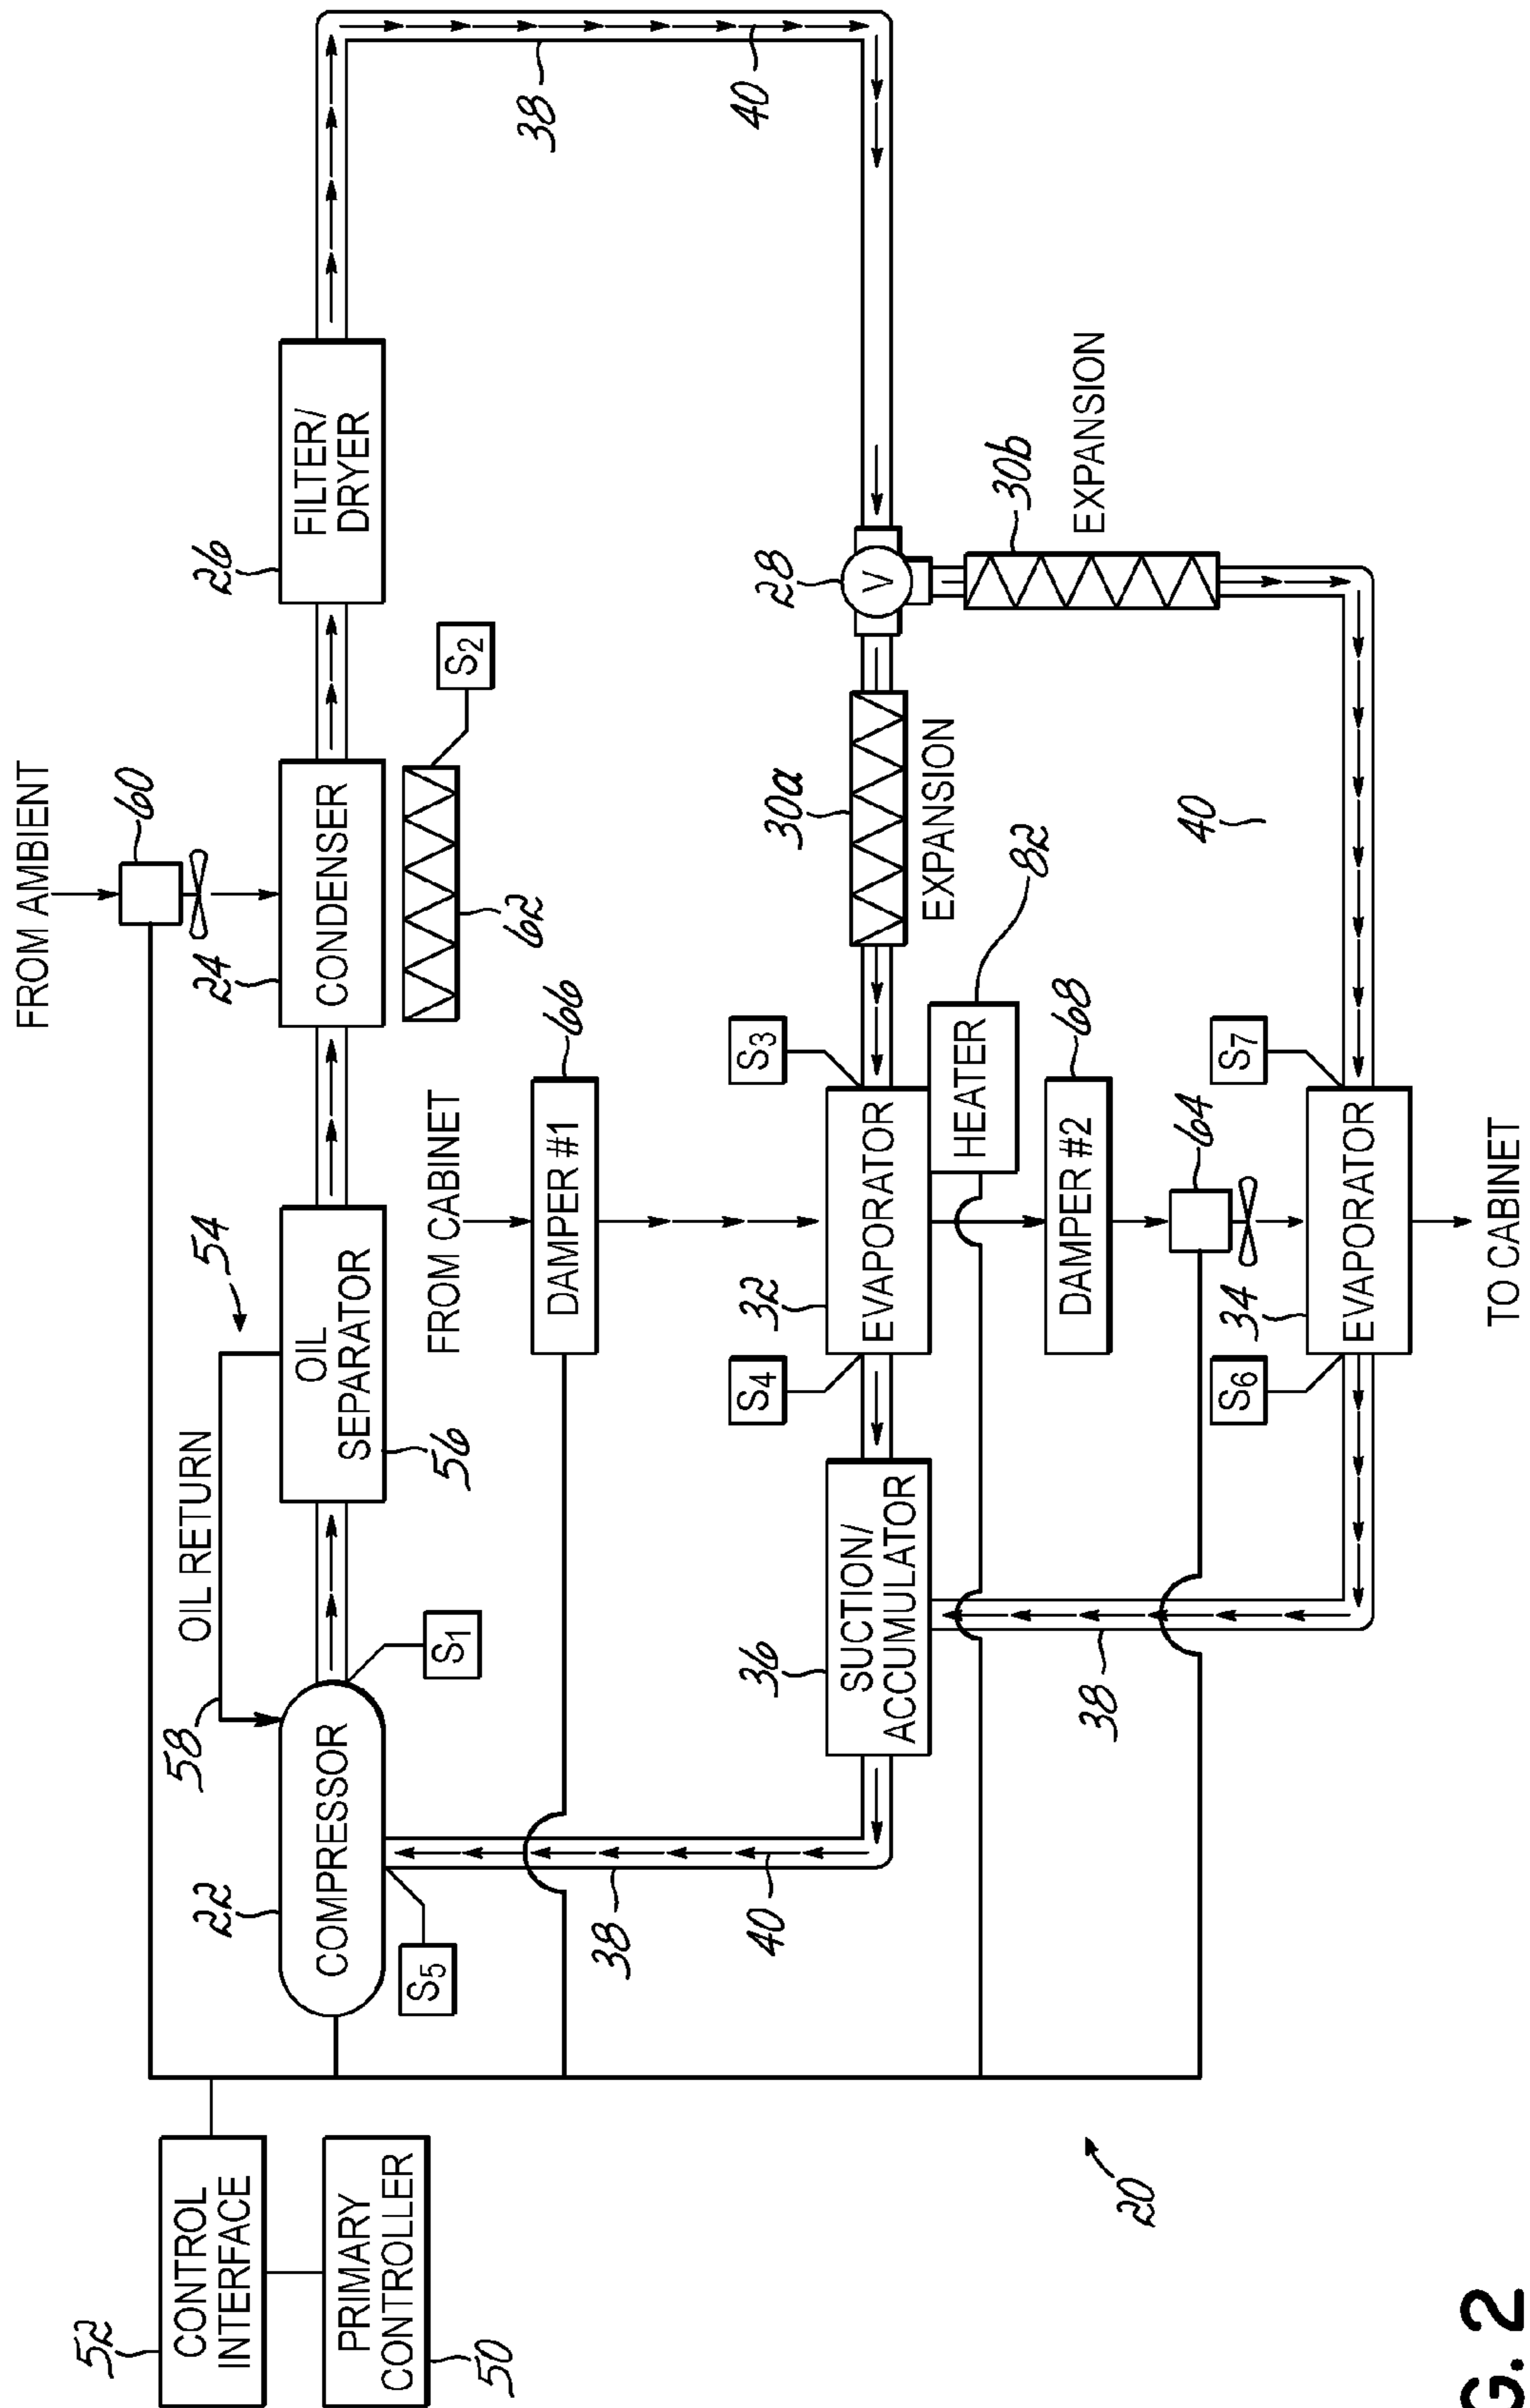 FROM AMBIENT
60
OIL RETURN
54
58
22
COMPRESSOR
OIL
SEPARATOR
56
24
CONDENSER
26
FILTER/
DRYER
52
CONTROL
INTERFACE
PRIMARY
CONTROLLER
50
S5
S1
62
S2
38
40
FROM CABINET
66
DAMPER #1
38
40
36
SUCTION/
ACCUMULATOR
S4
32
EVAPORATOR
S3
30a
EXPANSION
28
V
30b
EXPANSION
HEATER
82
DAMPER #2
68
64
38
40
20
S6
34
EVAPORATOR
S7
TO CABINET
G. 2